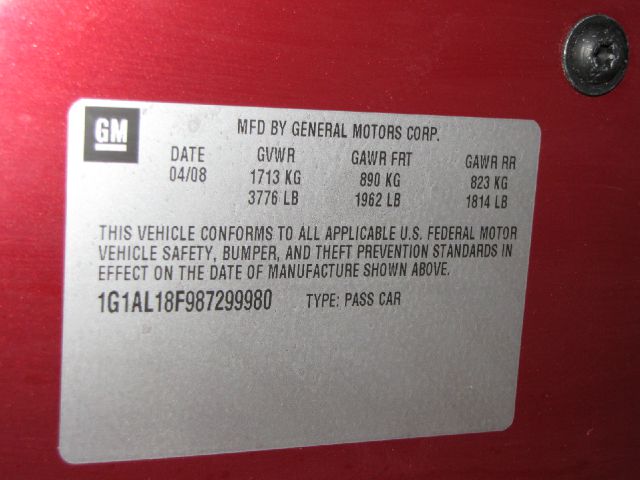 GM
MFD BY GENERAL MOTORS CORP.
DATE GVWR GAWR FRT GAWR RR
04/08 1713 KG 890 KG 823 KG
3776 LB 1962 LB 1814 LB
THIS VEHICLE CONFORMS TO ALL APPLICABLE U.S. FEDERAL MOTOR
VEHICLE SAFETY, BUMPER, AND THEFT PREVENTION STANDARDS IN
EFFECT ON THE DATE OF MANUFACTURE SHOWN ABOVE.
1G1AL18F987299980 TYPE: PASS CAR